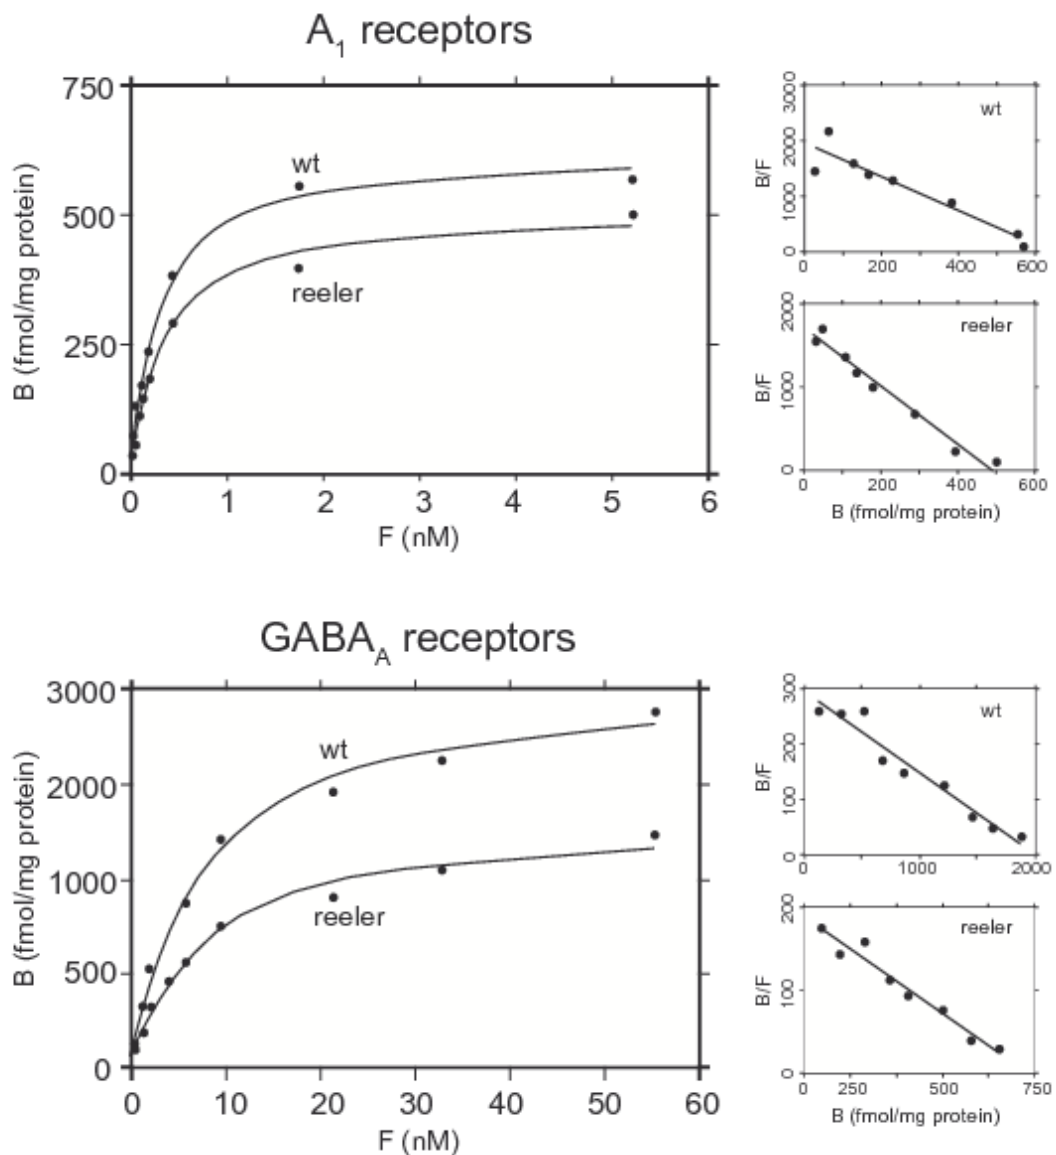 A1 receptors
750
500
250
0
B (fmol/mg protein)
wt
reeler
0 1 2 3 4 5 6
F (nM)
3000
2000
1000
0
B/F
wt
0 200 400 600
2000
1000
0
B/F
reeler
0 200 400 600
B (fmol/mg protein)
GABAA receptors
3000
2000
1000
500
0
B (fmol/mg protein)
wt
reeler
0 10 20 30 40 50 60
F (nM)
300
200
100
0
B/F
wt
0 1000 2000
200
100
0
B/F
reeler
0 250 500 750
B (fmol/mg protein)